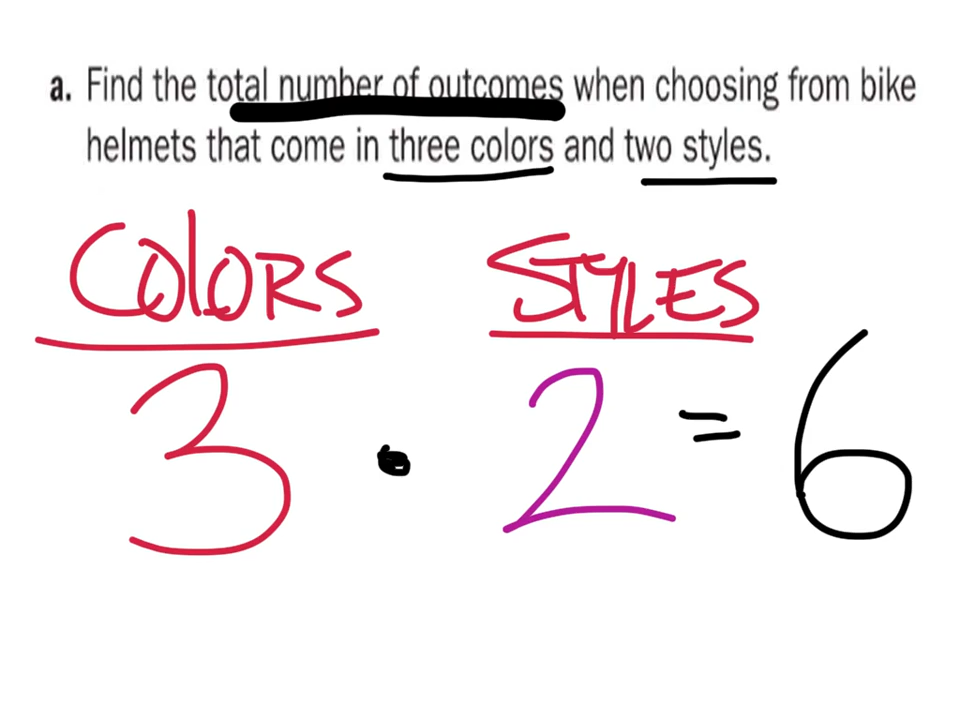 a. Find the total number of outcomes when choosing from bike
helmets that come in three colors and two styles.
COlORS STYLES
3 · 2 = 6